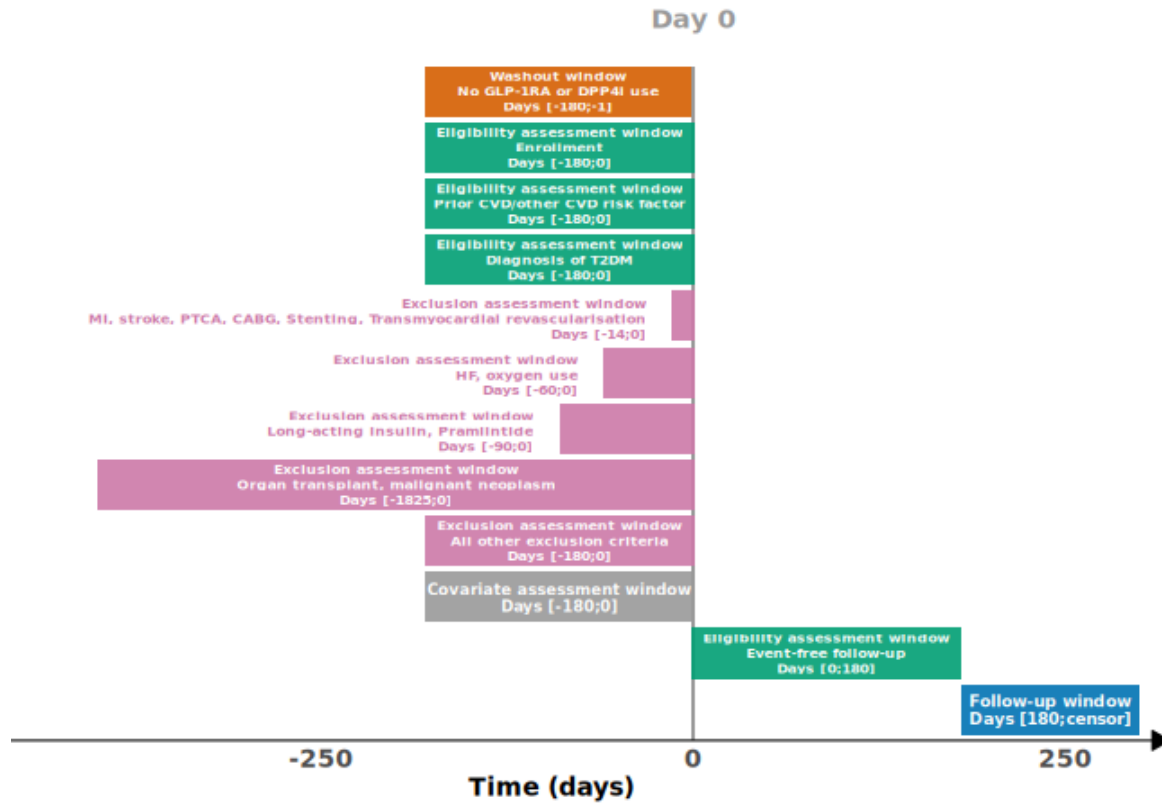 Day 0
Washout window
No GLP-1RA or DPP4i use
Days [-180;-1]
Eligibility assessment window
Enrollment
Days [-180;0]
Eligibility assessment window
Prior CVD/other CVD risk factor
Days [-180;0]
Eligibility assessment window
Diagnosis of T2DM
Days [-180;0]
Exclusion assessment window
MI, stroke, PTCA, CABG, Stenting, Transmyocardial revascularisation
Days [-14;0]
Exclusion assessment window
HF, oxygen use
Days [-60;0]
Exclusion assessment window
Long-acting insulin, Pramlintide
Days [-90;0]
Exclusion assessment window
Organ transplant, malignant neoplasm
Days [-1825;0]
Exclusion assessment window
All other exclusion criteria
Days [-180;0]
Covariate assessment window
Days [-180;0]
Eligibility assessment window
Event-free follow-up
Days [0;180]
Follow-up window
Days [180;censor]
-250 0 250
Time (days)